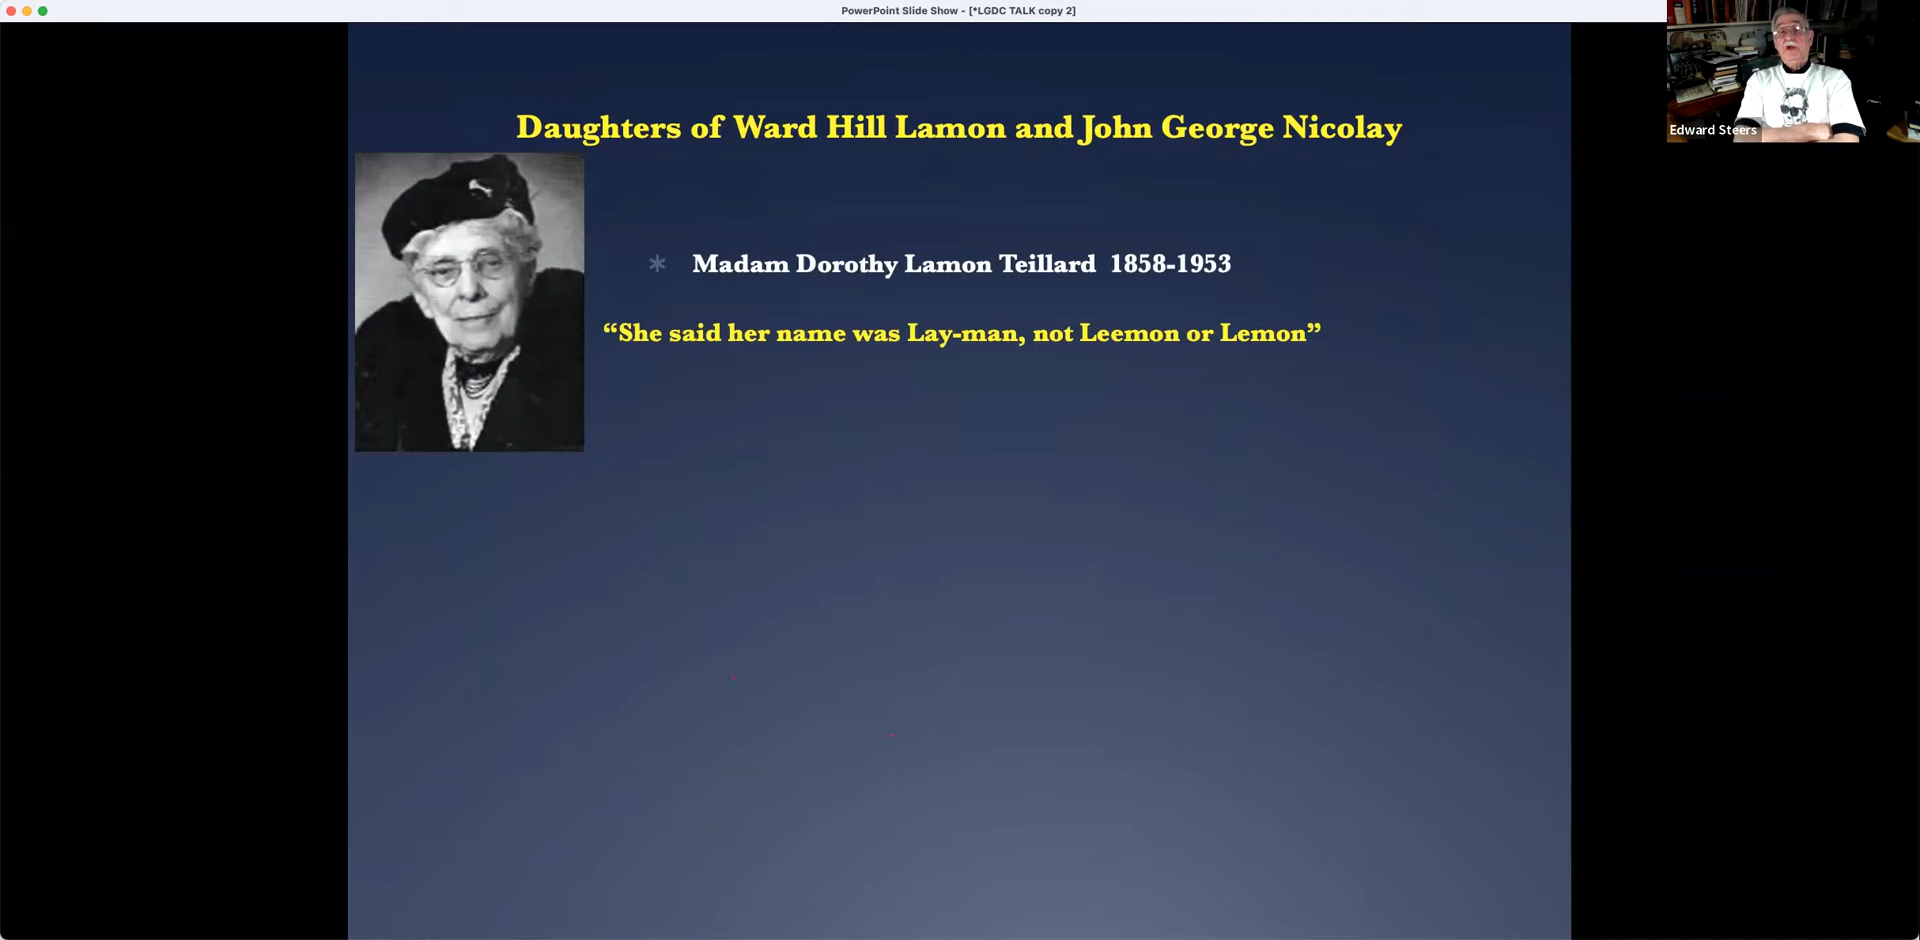 PowerPoint Slide Show - [*LGDC TALK copy 2]
Edward Steers
Daughters of Ward Hill Lamon and John George Nicolay
* Madam Dorothy Lamon Teillard 1858-1953
“She said her name was Lay-man, not Leemon or Lemon”